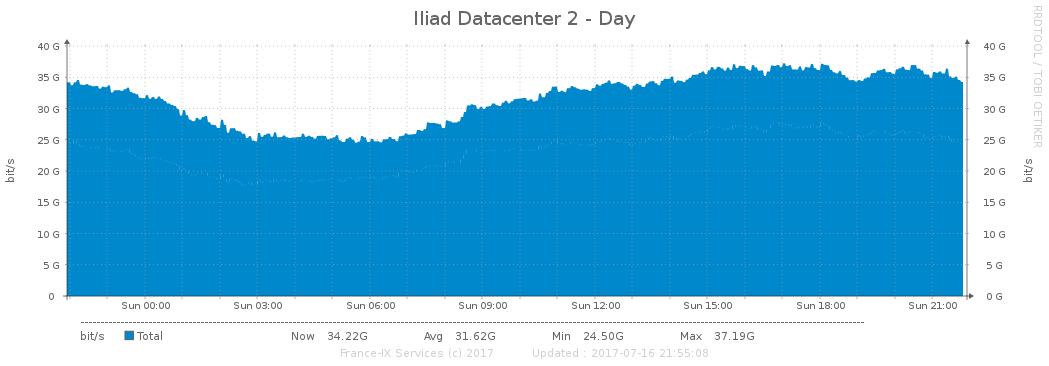 Iliad Datacenter 2 - Day
RRDTOOL / TOBI OETIKER
40 G 40 G
35 G 35 G
30 G 30 G
25 G 25 G
20 G 20 G
15 G 15 G
10 G 10 G
5 G 5 G
0 0 G
bit/s bit/s
Sun 00:00 Sun 03:00 Sun 06:00 Sun 09:00 Sun 12:00 Sun 15:00 Sun 18:00 Sun 21:00
bit/s Total Now 34.22G Avg 31.62G Min 24.50G Max 37.19G
France-IX Services (c) 2017 Updated : 2017-07-16 21:55:08